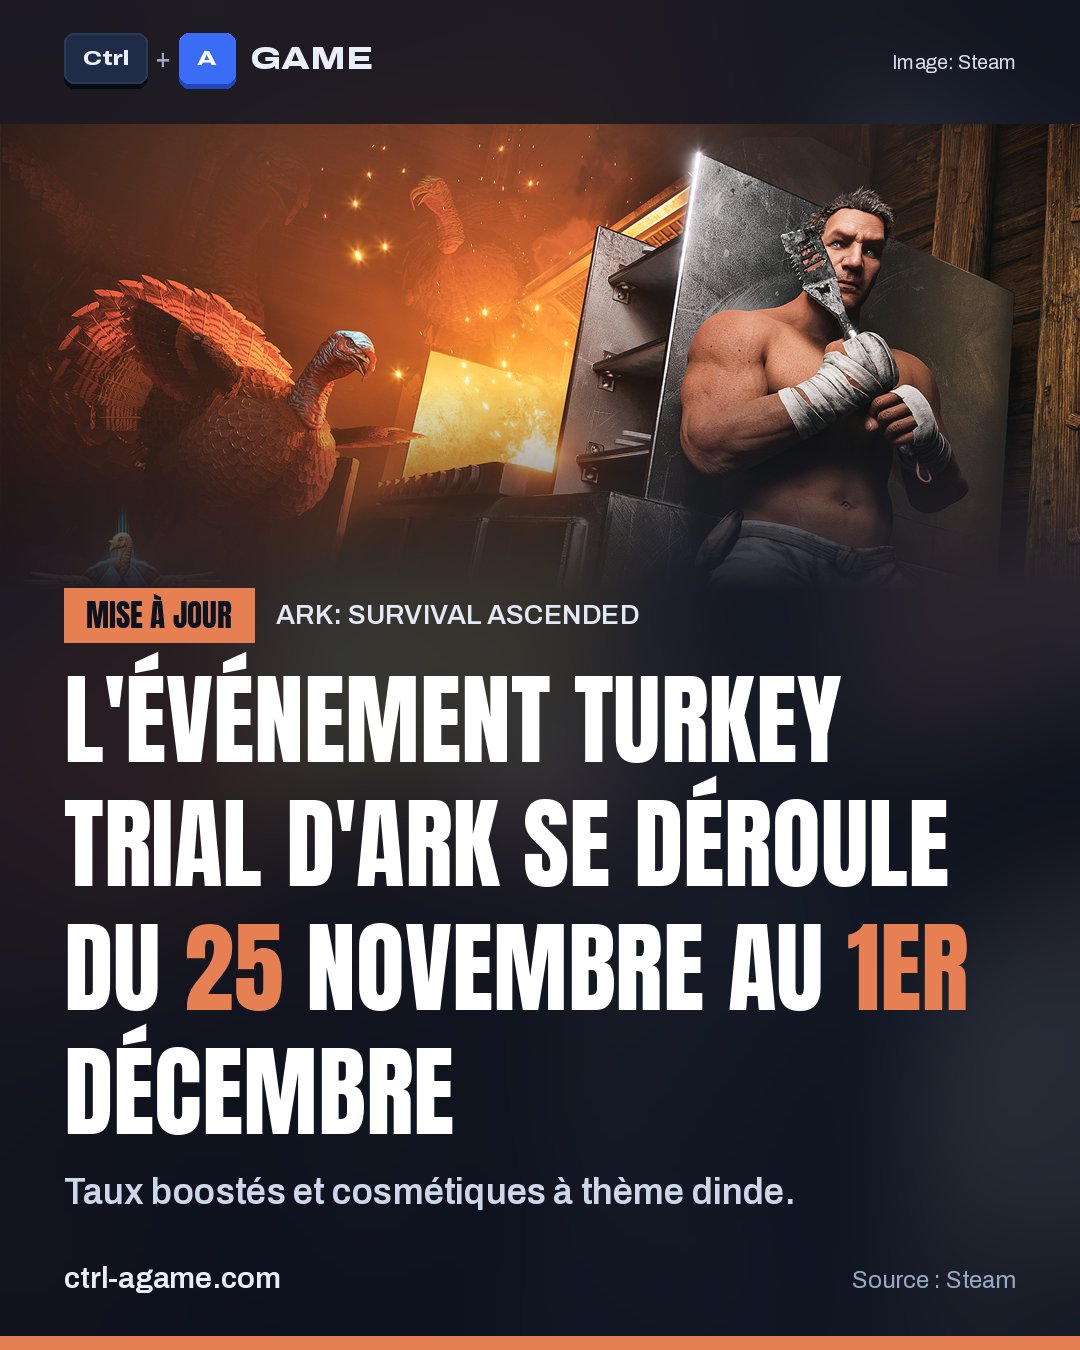 Ctrl + A GAME
Image: Steam
MISE À JOUR
ARK: SURVIVAL ASCENDED
L'ÉVÉNEMENT TURKEY
TRIAL D'ARK SE DÉROULE
DU 25 NOVEMBRE AU 1ER
DÉCEMBRE
Taux boostés et cosmétiques à thème dinde.
ctrl-agame.com
Source : Steam